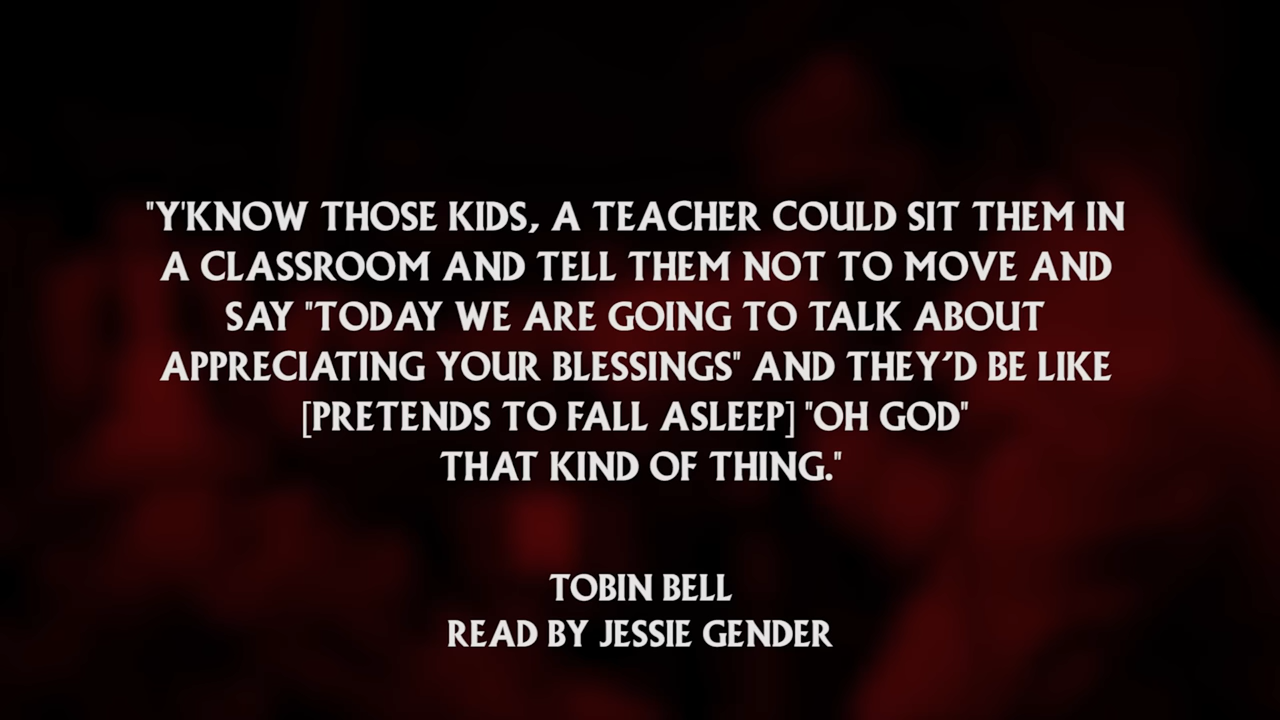 "Y'KNOW THOSE KIDS, A TEACHER COULD SIT THEM IN
A CLASSROOM AND TELL THEM NOT TO MOVE AND
SAY "TODAY WE ARE GOING TO TALK ABOUT
APPRECIATING YOUR BLESSINGS" AND THEY’D BE LIKE
[PRETENDS TO FALL ASLEEP] "OH GOD"
THAT KIND OF THING."
TOBIN BELL
READ BY JESSIE GENDER